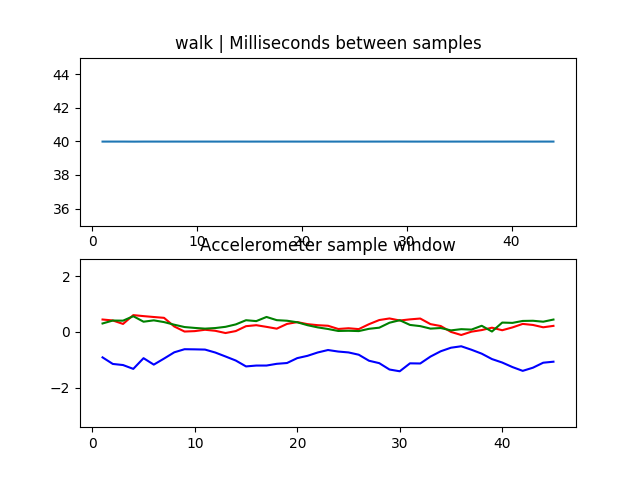 walk | Milliseconds between samples
44
42
40
38
36
0 10 20 30 40
Accelerometer sample window
2
0
−2
0 10 20 30 40